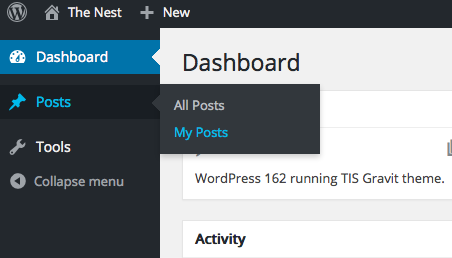 The Nest
New
Dashboard
Dashboard
Posts
All Posts
My Posts
Tools
WordPress 162 running TIS Gravit theme.
Collapse menu
Activity